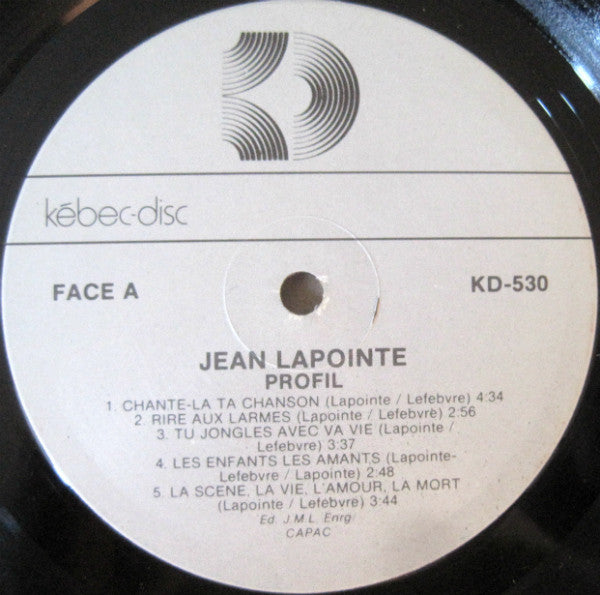 kébec-disc
FACE A KD-530
JEAN LAPOINTE
PROFIL
1. CHANTE-LA TA CHANSON (Lapointe / Lefebvre) 4:34
2. RIRE AUX LARMES (Lapointe / Lefebvre) 2:56
3. TU JONGLES AVEC VA VIE (Lapointe /
Lefebvre) 3:37
4. LES ENFANTS LES AMANTS (Lapointe-
Lefebvre / Lapointe) 2:48
5. LA SCENE, LA VIE, L'AMOUR, LA MORT
(Lapointe / Lefebvre) 3:44
Ed. J.M.L. Enrg.
CAPAC